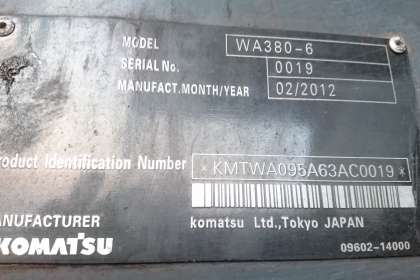 MODEL WA380-6
SERIAL No. 0019
MANUFACT.MONTH/YEAR 02/2012
roduct Identification Number *KMTWA095A63AC0019*
ANUFACTURER komatsu Ltd.,Tokyo JAPAN
KOMATSU 09602-14000